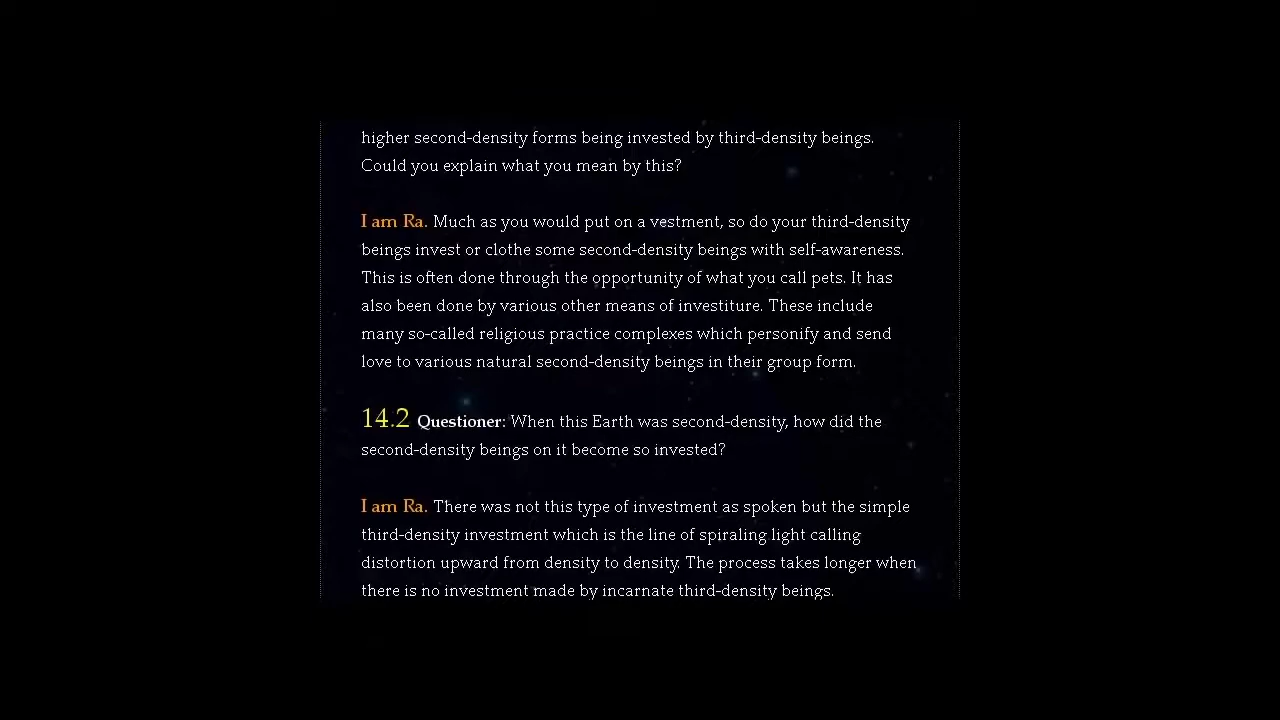 higher second-density forms being invested by third-density beings.
Could you explain what you mean by this?
I am Ra. Much as you would put on a vestment, so do your third-density
beings invest or clothe some second-density beings with self-awareness.
This is often done through the opportunity of what you call pets. It has
also been done by various other means of investiture. These include
many so-called religious practice complexes which personify and send
love to various natural second-density beings in their group form.
14.2 Questioner: When this Earth was second-density, how did the
second-density beings on it become so invested?
I am Ra. There was not this type of investment as spoken but the simple
third-density investment which is the line of spiraling light calling
distortion upward from density to density. The process takes longer when
there is no investment made by incarnate third-density beings.